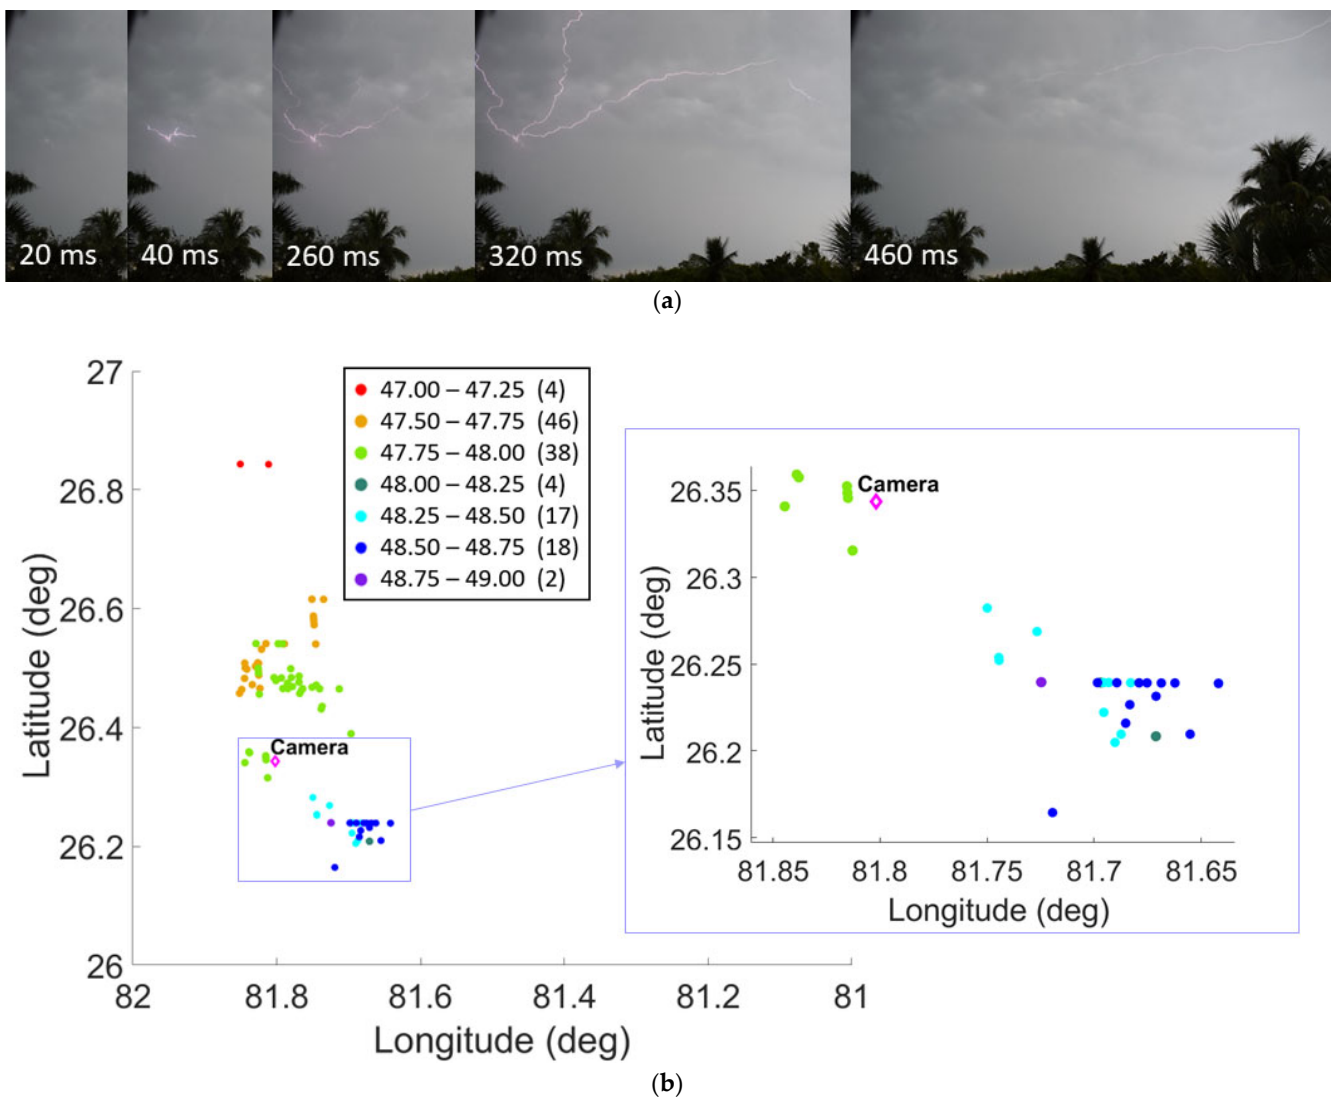 20 ms 40 ms 260 ms 320 ms 460 ms
(a)
27
26.8
26.6
26.4
26.2
26
Latitude (deg)
82 81.8 81.6 81.4 81.2 81
Longitude (deg)
47.00 – 47.25 (4)
47.50 – 47.75 (46)
47.75 – 48.00 (38)
48.00 – 48.25 (4)
48.25 – 48.50 (17)
48.50 – 48.75 (18)
48.75 – 49.00 (2)
Camera
26.35
26.3
26.25
26.2
26.15
Latitude (deg)
Camera
81.85 81.8 81.75 81.7 81.65
Longitude (deg)
(b)